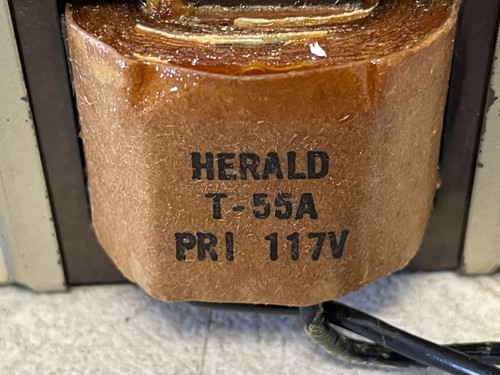 HERALD
T-55A
PRI 117V